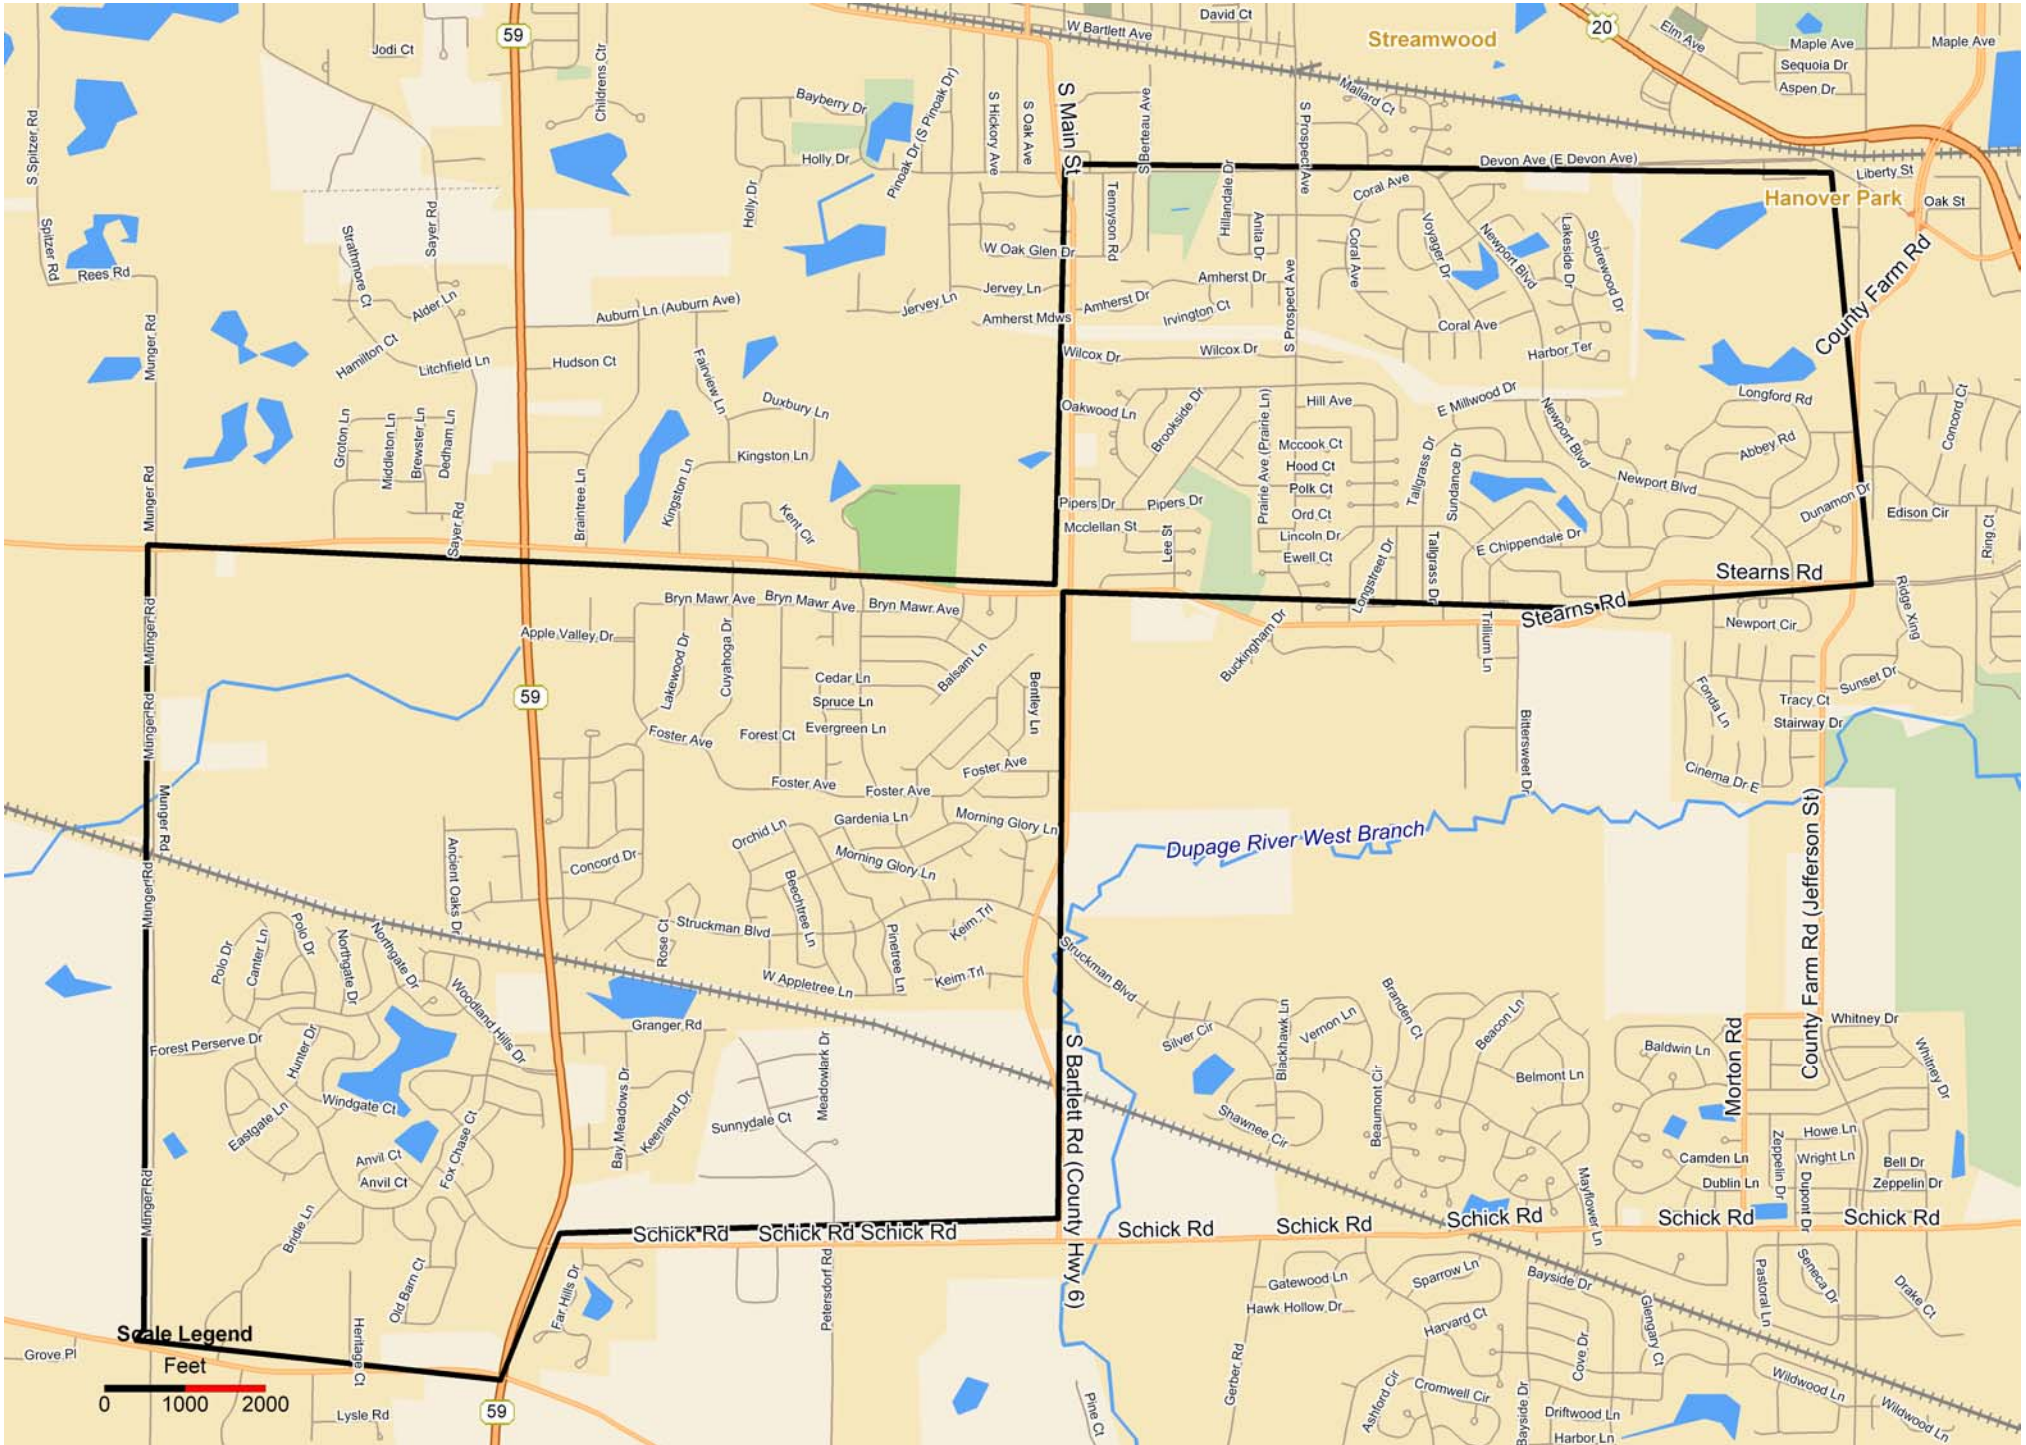 David Ct
W Bartlett Ave
20
Elm Ave
59
Jodi Ct
Childrens Ctr
Streamwood
Maple Ave
Maple Ave
Sequoia Dr
Aspen Dr
S Spitzer Rd
Bayberry Dr
Pinoak Dr (S Pinoak Dr)
S Hickory Ave
S Oak Ave
S Main St
S Berteau Ave
S Prospect Ave
Mallard Ct
Holly Dr
Devon Ave (E Devon Ave)
Liberty St
Holly Dr
Tennyson Rd
Hillandale Dr
Coral Ave
Hanover Park
Oak St
Spitzer Rd
Strathmore Ct
Sayer Rd
W Oak Glen Dr
Anita Dr
Coral Ave
Voyager Dr
Newport Blvd
Lakeside Dr
Shorewood Dr
County Farm Rd
Rees Rd
Alder Ln
Auburn Ln (Auburn Ave)
Jervey Ln
Jervey Ln
Amherst Mdws
Amherst Dr
Amherst Dr
Irvington Ct
S Prospect Ave
Coral Ave
Munger Rd
Hamilton Ct
Litchfield Ln
Hudson Ct
Fairview Ln
Wilcox Dr
Wilcox Dr
Harbor Ter
Duxbury Ln
Oakwood Ln
Brookside Dr
Hill Ave
E Millwood Dr
Longford Rd
Concord Ct
Groton Ln
Middleton Ln
Brewster Ln
Dedham Ln
Kingston Ln
Prairie Ave (Prairie Ln)
Mccook Ct
Newport Blvd
Abbey Rd
Munger Rd
Sayer Rd
Braintree Ln
Kingston Ln
Kent Cir
Hood Ct
Polk Ct
Ord Ct
Lincoln Dr
Ewell Ct
Tallgrass Dr
Sundance Dr
Newport Blvd
Dunamon Dr
Edison Cir
Ring Ct
Pipers Dr
Pipers Dr
Mcclellan St
Lee St
Longstreet Dr
Tallgrass Dr
E Chippendale Dr
Stearns Rd
Stearns Rd
Bryn Mawr Ave
Bryn Mawr Ave
Bryn Mawr Ave
Munger Rd
Apple Valley Dr
Lakewood Dr
Cuyahoga Dr
Buckingham Dr
Trillium Ln
Newport Cir
Ridge Xing
Cedar Ln
Spruce Ln
Balsam Ln
Bentley Ln
59
Munger Rd
Foster Ave
Forest Ct
Evergreen Ln
Bittersweet Dr
Fonda Ln
Tracy Ct
Stairway Dr
Sunset Dr
Foster Ave
Foster Ave
Foster Ave
Cinema Dr E
Munger Rd
Gardenia Ln
Morning Glory Ln
Orchid Ln
Morning Glory Ln
Dupage River West Branch
County Farm Rd (Jefferson St)
Ancient Oaks Dr
Concord Dr
Beechtree Ln
Munger Rd
Struckman Blvd
Rose Ct
Pinetree Ln
Keim Trl
Keim Trl
Struckman Blvd
Polo Dr
Canter Ln
Polo Dr
Northgate Dr
Northgate Dr
W Appletree Ln
Woodland Hills Dr
Granger Rd
Forest Perserve Dr
Hunter Dr
Meadowlark Dr
S Bartlett Rd (County Hwy 6)
Silver Cir
Blackhawk Ln
Vernon Ln
Branden Ct
Beacon Ln
Baldwin Ln
Morton Rd
Whitney Dr
Whitney Dr
Windgate Ct
Eastgate Ln
Bay Meadows Dr
Keenland Dr
Sunnydale Ct
Shawnee Cir
Beaumont Cir
Belmont Ln
Anvil Ct
Anvil Ct
Fox Chase Ct
Mayflower Ln
Camden Ln
Dublin Ln
Zeppelin Dr
Howe Ln
Wright Ln
Dupont Dr
Bell Dr
Zeppelin Dr
Munger Rd
Bridle Ln
Schick Rd
Schick Rd
Schick Rd
Schick Rd
Schick Rd
Schick Rd
Schick Rd
Schick Rd
Old Barn Ct
Far Hills Dr
Petersdorf Rd
Gatewood Ln
Hawk Hollow Dr
Sparrow Ln
Bayside Dr
Pastoral Ln
Seneca Dr
Drake Ct
Scale Legend
Feet
0 1000 2000
Grove Pl
Heritage Ct
Lysle Rd
59
Gerber Rd
Harvard Ct
Glengary Ct
Cove Dr
Pine Ct
Ashford Cir
Cromwell Cir
Bayside Dr
Driftwood Ln
Harbor Ln
Wildwood Ln
Wildwood Ln